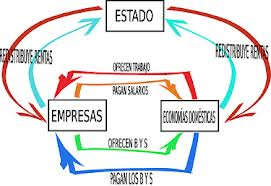 ESTADO
REDISTRIBUYE RENTAS
REDISTRIBUYE RENTAS
OFRECEN TRABAJO
PAGAN SALARIOS
EMPRESAS
ECONOMÍAS DOMÉSTICAS
OFRECEN B Y S
PAGAN LOS B Y S